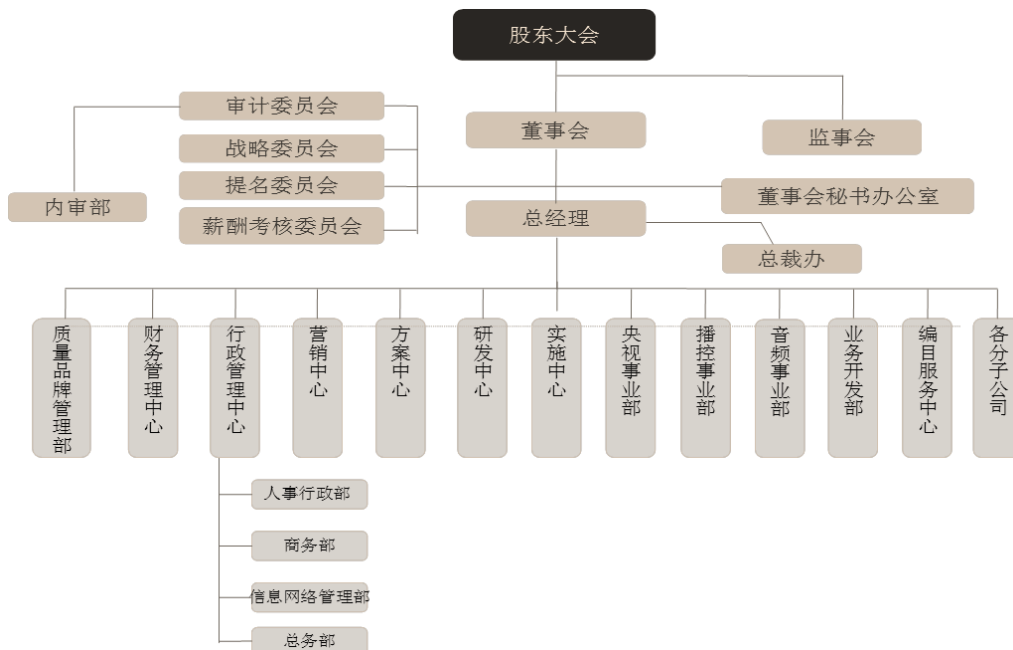 股东大会
审计委员会
董事会
监事会
战略委员会
提名委员会
董事会秘书办公室
内审部
薪酬考核委员会
总经理
总裁办
质量品牌管理部
财务管理中心
行政管理中心
营销中心
方案中心
研发中心
实施中心
央视事业部
播控事业部
音频事业部
业务开发部
编目服务中心
各分子公司
人事行政部
商务部
信息网络管理部
总务部